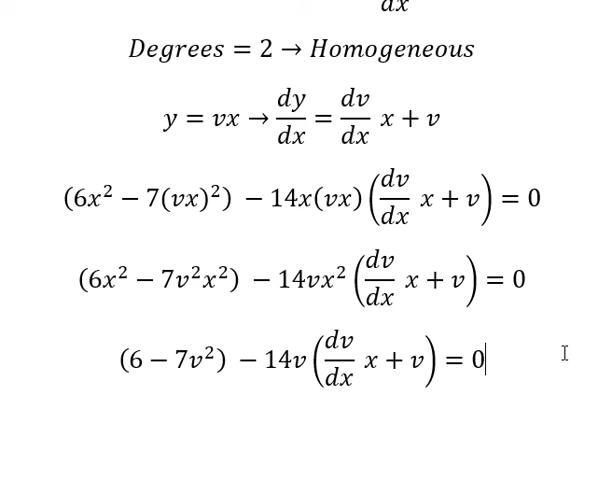 dx
Degrees = 2 → Homogeneous
y = vx → dy/dx = dv/dx x + v
(6x² − 7(vx)²) − 14x(vx)(dv/dx x + v) = 0
(6x² − 7v²x²) − 14vx²(dv/dx x + v) = 0
(6 − 7v²) − 14v(dv/dx x + v) = 0